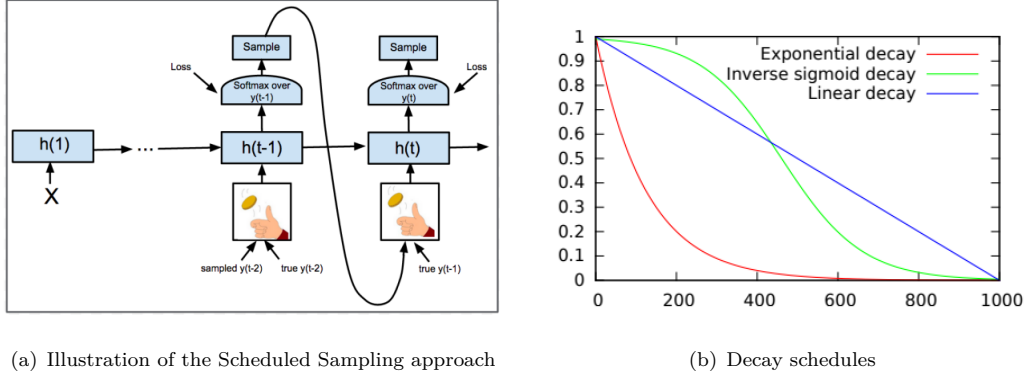 Sample
Sample
Loss
Softmax over
y(t-1)
Softmax over
y(t)
Loss
h(1)
...
h(t-1)
h(t)
X
sampled y(t-2)
true y(t-2)
true y(t-1)
(a) Illustration of the Scheduled Sampling approach
1
0.9
0.8
0.7
0.6
0.5
0.4
0.3
0.2
0.1
0
Exponential decay
Inverse sigmoid decay
Linear decay
0
200
400
600
800
1000
(b) Decay schedules